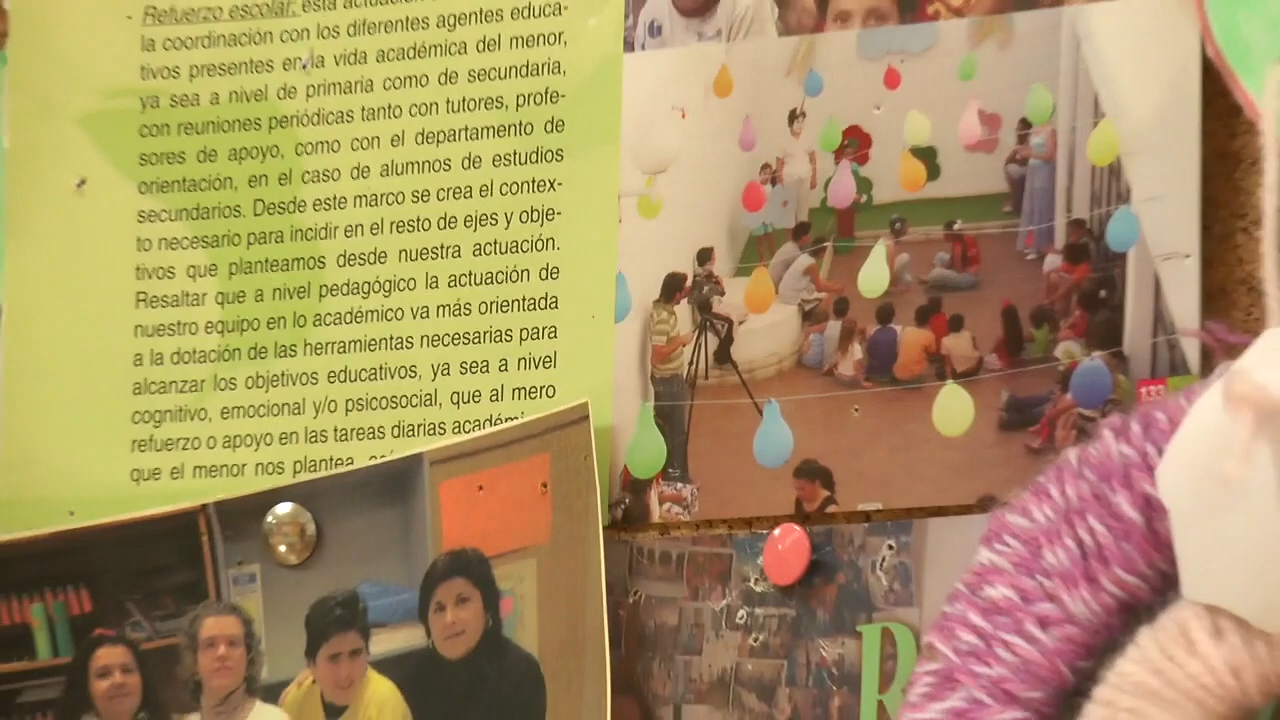 - Refuerzo escolar: esta
la coordinación con los diferentes agentes educa-
tivos presentes en la vida académica del menor,
ya sea a nivel de primaria como de secundaria,
con reuniones periódicas tanto con tutores, profe-
sores de apoyo, como con el departamento de
orientación, en el caso de alumnos de estudios
secundarios. Desde este marco se crea el contex-
to necesario para incidir en el resto de ejes y obje-
tivos que planteamos desde nuestra actuación.
Resaltar que a nivel pedagógico la actuación de
nuestro equipo en lo académico va más orientada
a la dotación de las herramientas necesarias para
alcanzar los objetivos educativos, ya sea a nivel
cognitivo, emocional y/o psicosocial, que al mero
refuerzo o apoyo en las tareas diarias
que el menor nos plantea
133
R